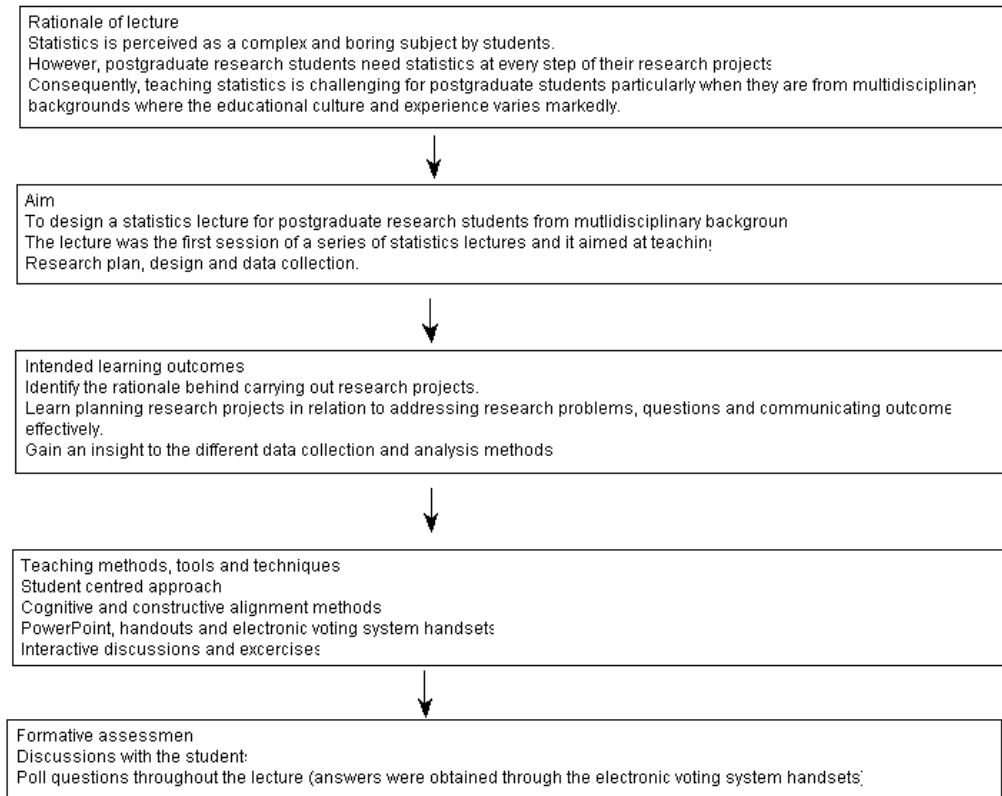 Rationale of lecture
Statistics is perceived as a complex and boring subject by students.
However, postgraduate research students need statistics at every step of their research projects
Consequently, teaching statistics is challenging for postgraduate students particularly when they are from multidisciplinary
backgrounds where the educational culture and experience varies markedly.
Aim
To design a statistics lecture for postgraduate research students from mutlidisciplinary backgroun
The lecture was the first session of a series of statistics lectures and it aimed at teaching
Research plan, design and data collection.
Intended learning outcomes
Identify the rationale behind carrying out research projects.
Learn planning research projects in relation to addressing research problems, questions and communicating outcome
effectively.
Gain an insight to the different data collection and analysis methods
Teaching methods, tools and techniques
Student centred approach
Cognitive and constructive alignment methods
PowerPoint, handouts and electronic voting system handsets
Interactive discussions and excercises
Formative assessmen
Discussions with the students
Poll questions throughout the lecture (answers were obtained through the electronic voting system handsets)